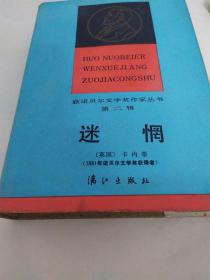 HUO NUOBEIER
WENXUEJIANG
ZUOJIACONGSHU
获诺贝尔文学奖作家丛书
第二辑
迷惘
〔英国〕卡内蒂
(1981年诺贝尔文学奖获得者)
漓江出版社